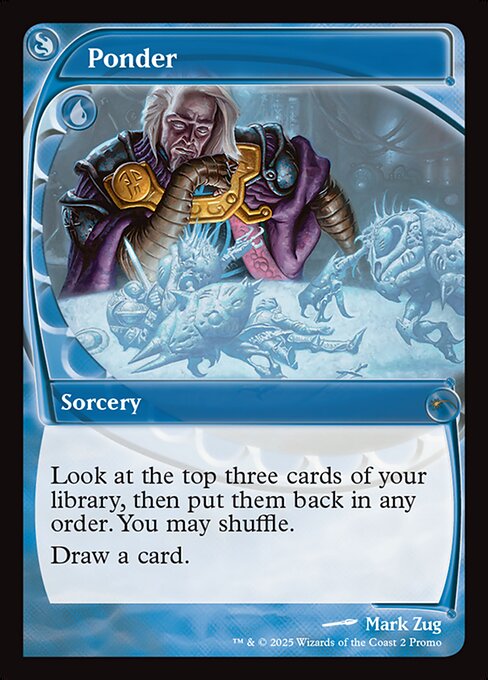 Ponder
Sorcery
Look at the top three cards of your
library, then put them back in any
order. You may shuffle.
Draw a card.
Mark Zug
™ & © 2025 Wizards of the Coast 2 Promo